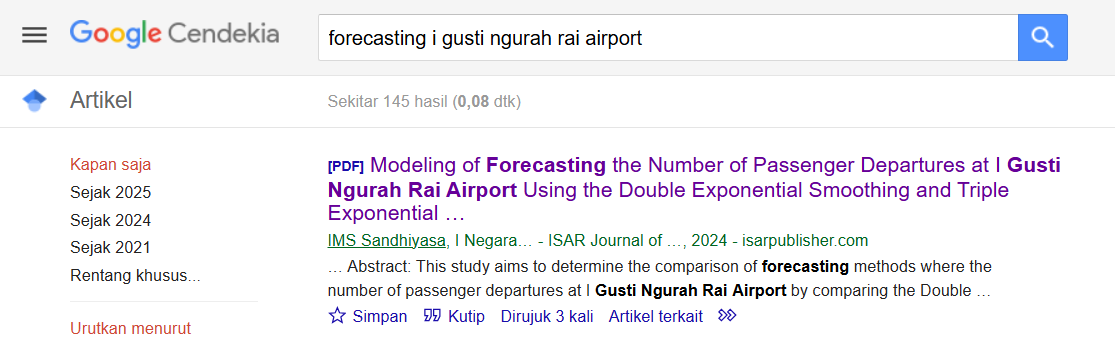 Google Cendekia
forecasting i gusti ngurah rai airport
Artikel
Sekitar 145 hasil (0,08 dtk)
Kapan saja
Sejak 2025
Sejak 2024
Sejak 2021
Rentang khusus...
Urutkan menurut
[PDF] Modeling of Forecasting the Number of Passenger Departures at I Gusti
Ngurah Rai Airport Using the Double Exponential Smoothing and Triple
Exponential …
IMS Sandhiyasa, I Negara… - ISAR Journal of …, 2024 - isarpublisher.com
… Abstract: This study aims to determine the comparison of forecasting methods where the
number of passenger departures at I Gusti Ngurah Rai Airport by comparing the Double …
Simpan Kutip Dirujuk 3 kali Artikel terkait